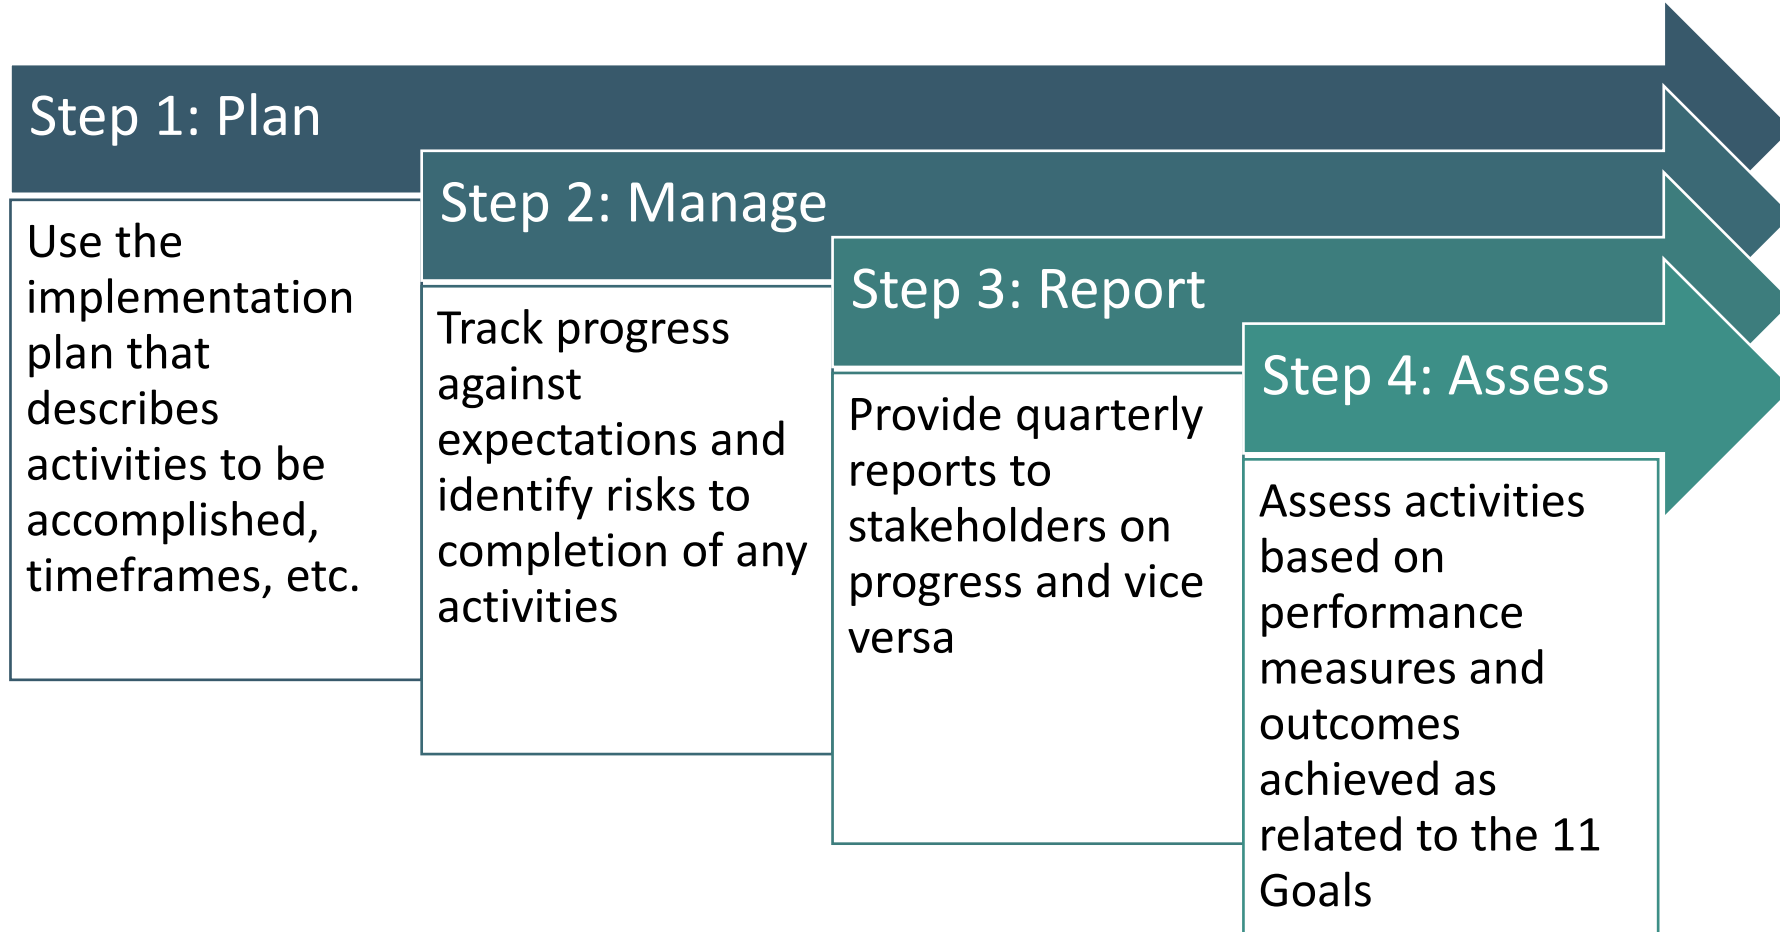 Step 1: Plan
Use the
implementation
plan that
describes
activities to be
accomplished,
timeframes, etc.
Step 2: Manage
Track progress
against
expectations and
identify risks to
completion of any
activities
Step 3: Report
Provide quarterly
reports to
stakeholders on
progress and vice
versa
Step 4: Assess
Assess activities
based on
performance
measures and
outcomes
achieved as
related to the 11
Goals